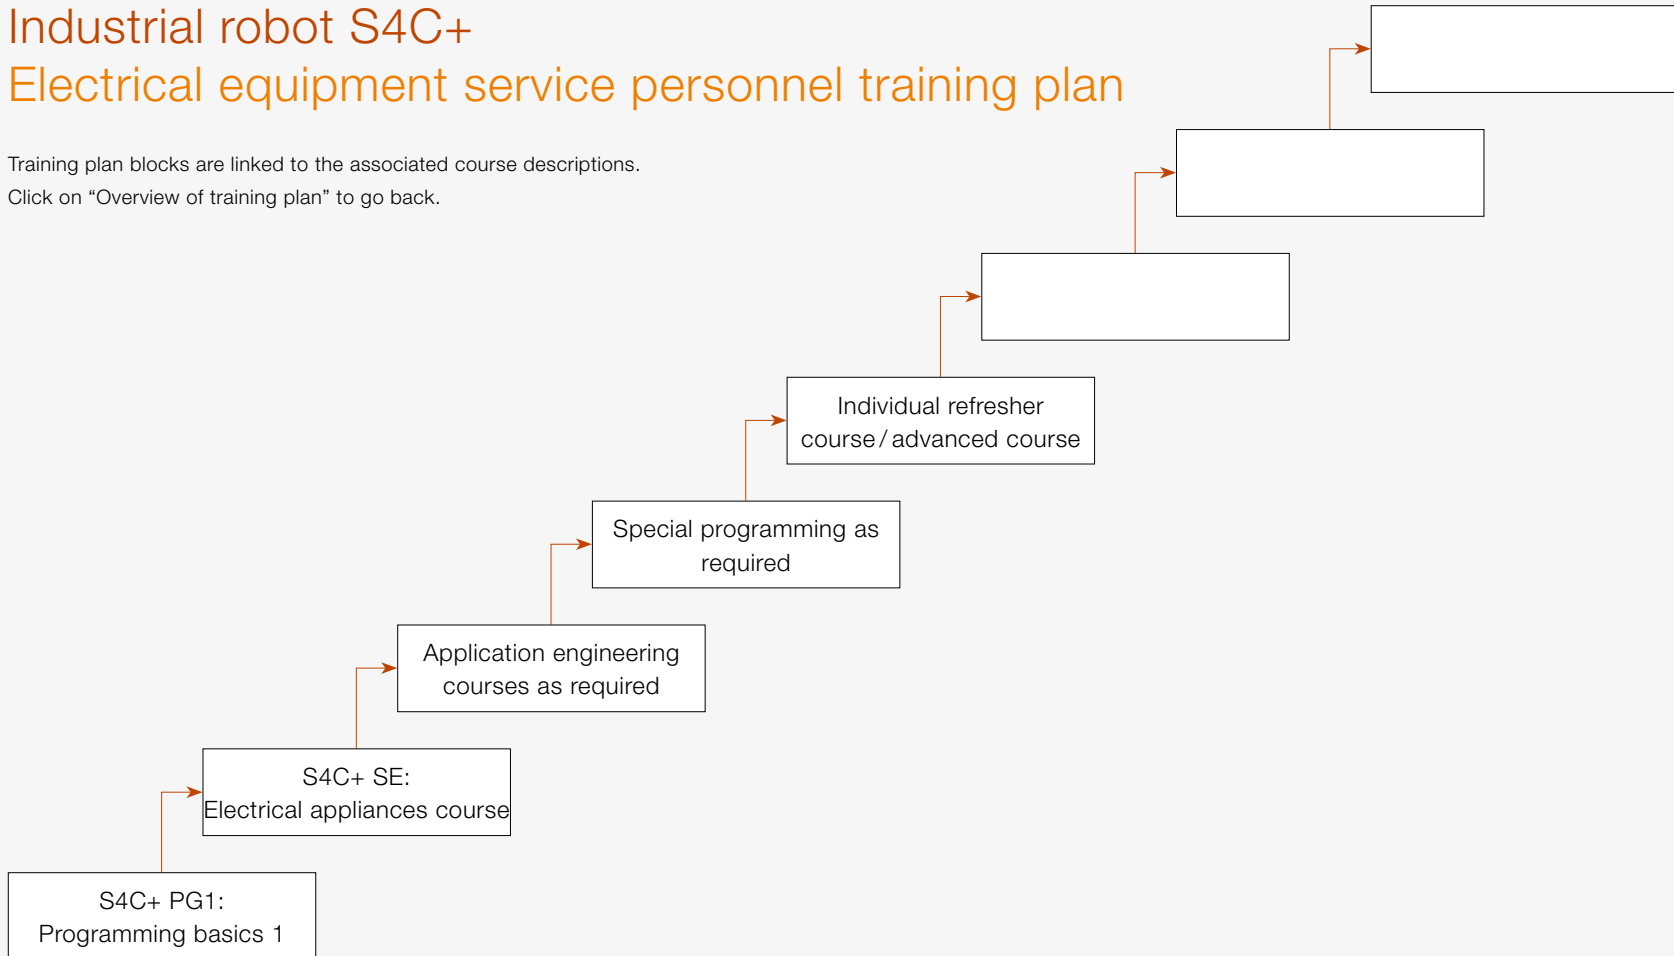 Industrial robot S4C+
Electrical equipment service personnel training plan
Training plan blocks are linked to the associated course descriptions.
Click on “Overview of training plan” to go back.
Individual refresher
course / advanced course
Special programming as
required
Application engineering
courses as required
S4C+ SE:
Electrical appliances course
S4C+ PG1:
Programming basics 1